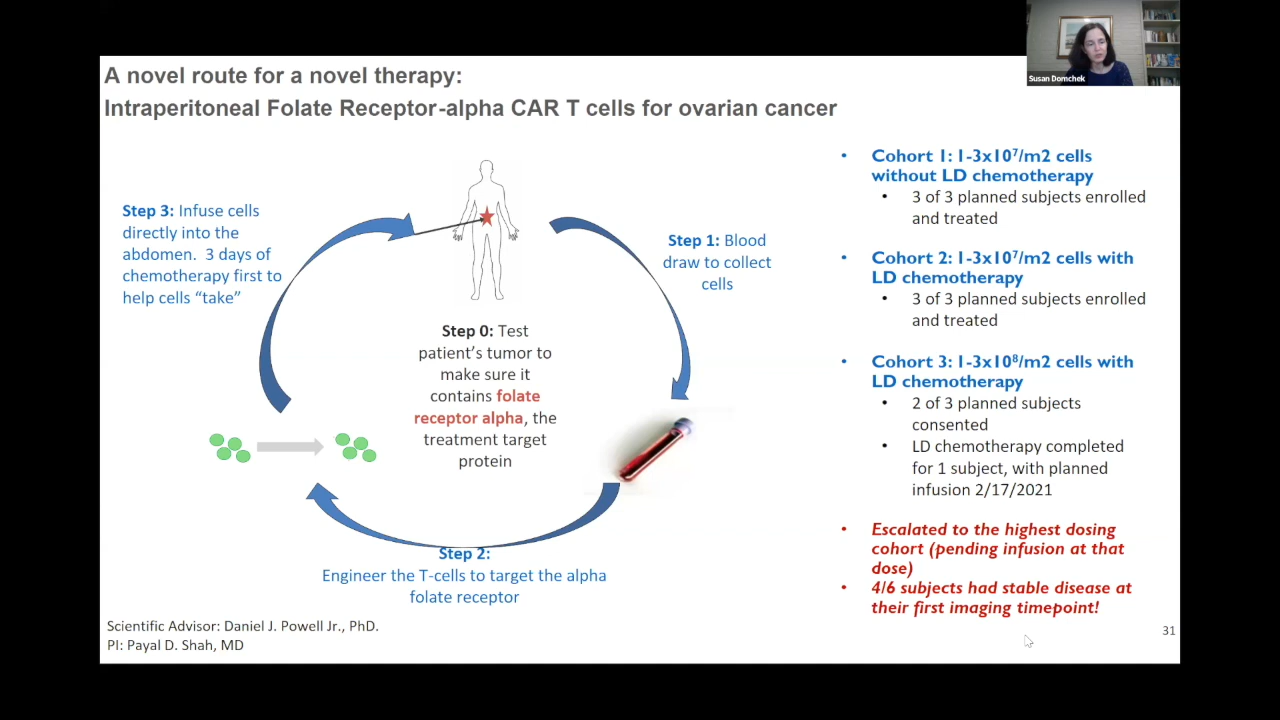 Susan Domchek
A novel route for a novel therapy:
Intraperitoneal Folate Receptor-alpha CAR T cells for ovarian cancer
Step 3: Infuse cells
directly into the
abdomen. 3 days of
chemotherapy first to
help cells “take”
Step 1: Blood
draw to collect
cells
Step 0: Test
patient’s tumor to
make sure it
contains folate
receptor alpha, the
treatment target
protein
Step 2:
Engineer the T-cells to target the alpha
folate receptor
• Cohort 1: 1-3x10⁷/m2 cells
without LD chemotherapy
• 3 of 3 planned subjects enrolled
and treated
• Cohort 2: 1-3x10⁷/m2 cells with
LD chemotherapy
• 3 of 3 planned subjects enrolled
and treated
• Cohort 3: 1-3x10⁸/m2 cells with
LD chemotherapy
• 2 of 3 planned subjects
consented
• LD chemotherapy completed
for 1 subject, with planned
infusion 2/17/2021
• Escalated to the highest dosing
cohort (pending infusion at that
dose)
• 4/6 subjects had stable disease at
their first imaging timepoint!
Scientific Advisor: Daniel J. Powell Jr., PhD.
PI: Payal D. Shah, MD
31